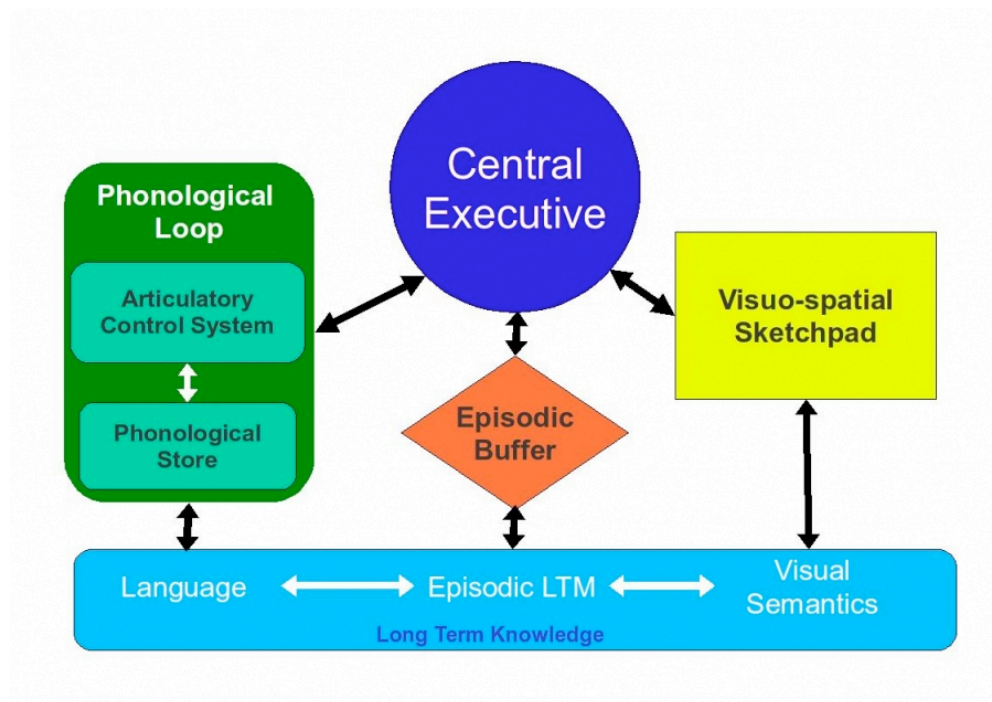 Central
Executive
Phonological
Loop
Articulatory
Control System
Phonological
Store
Episodic
Buffer
Visuo-spatial
Sketchpad
Language
Episodic LTM
Visual
Semantics
Long Term Knowledge